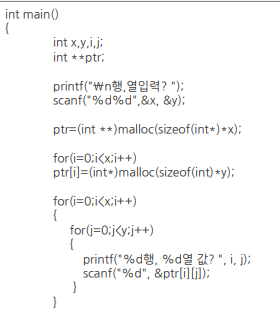 int main()
{
int x,y,i,j;
int **ptr;
printf("₩n행,열입력? ");
scanf("%d%d",&x, &y);
ptr=(int **)malloc(sizeof(int*)*x);
for(i=0;i<x;i++)
ptr[i]=(int*)malloc(sizeof(int)*y);
for(i=0;i<x;i++)
{
for(j=0;j<y;j++)
{
printf("%d행, %d열 값? ", i, j);
scanf("%d", &ptr[i][j]);
}
}